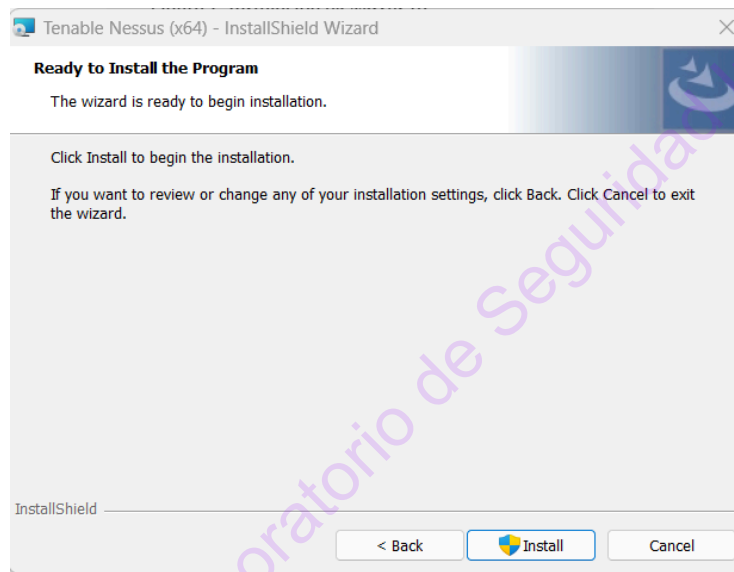 Tenable Nessus (x64) - InstallShield Wizard
Ready to Install the Program
The wizard is ready to begin installation.
Click Install to begin the installation.
If you want to review or change any of your installation settings, click Back. Click Cancel to exit
the wizard.
de Seguridad
InstallShield
< Back
Install
Cancel